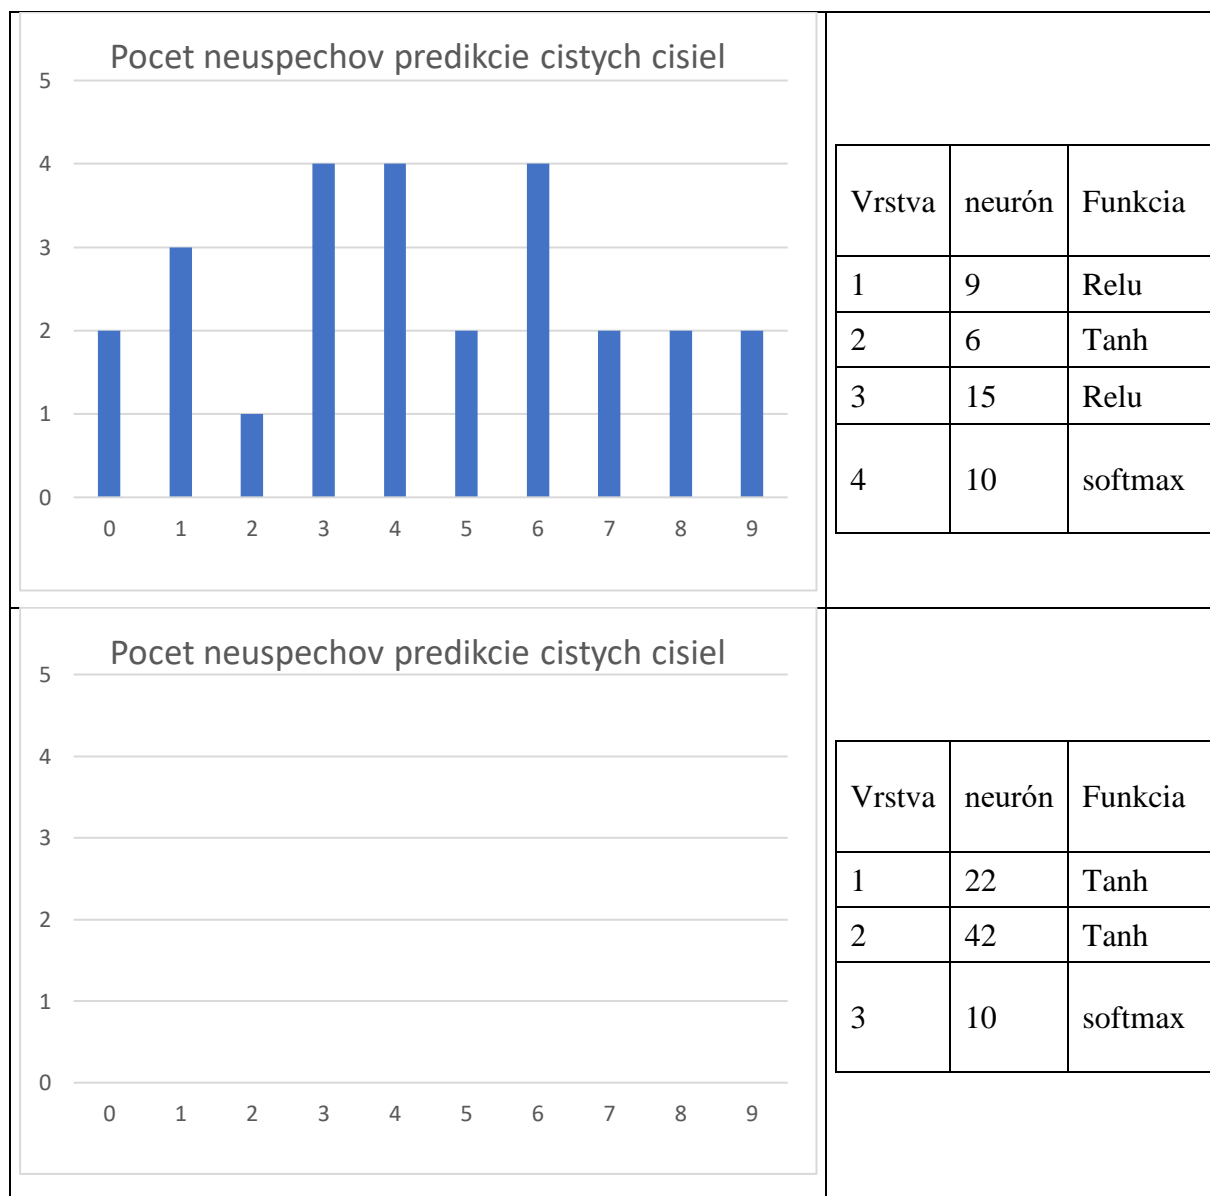 Pocet neuspechov predikcie cistych cisiel
5
4
3
2
1
0
0 1 2 3 4 5 6 7 8 9
Vrstva neurón Funkcia
1 9 Relu
2 6 Tanh
3 15 Relu
4 10 softmax
Pocet neuspechov predikcie cistych cisiel
5
4
3
2
1
0
0 1 2 3 4 5 6 7 8 9
Vrstva neurón Funkcia
1 22 Tanh
2 42 Tanh
3 10 softmax